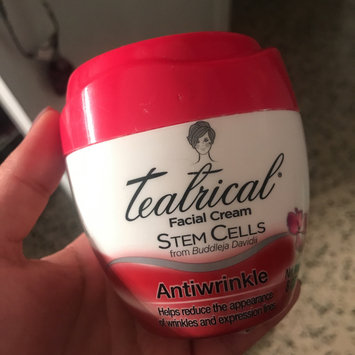 Teatrical®
Facial Cream
STEM CELLS
from Buddleja Davidii
Antiwrinkle
Helps reduce the appearance
of wrinkles and expression lines